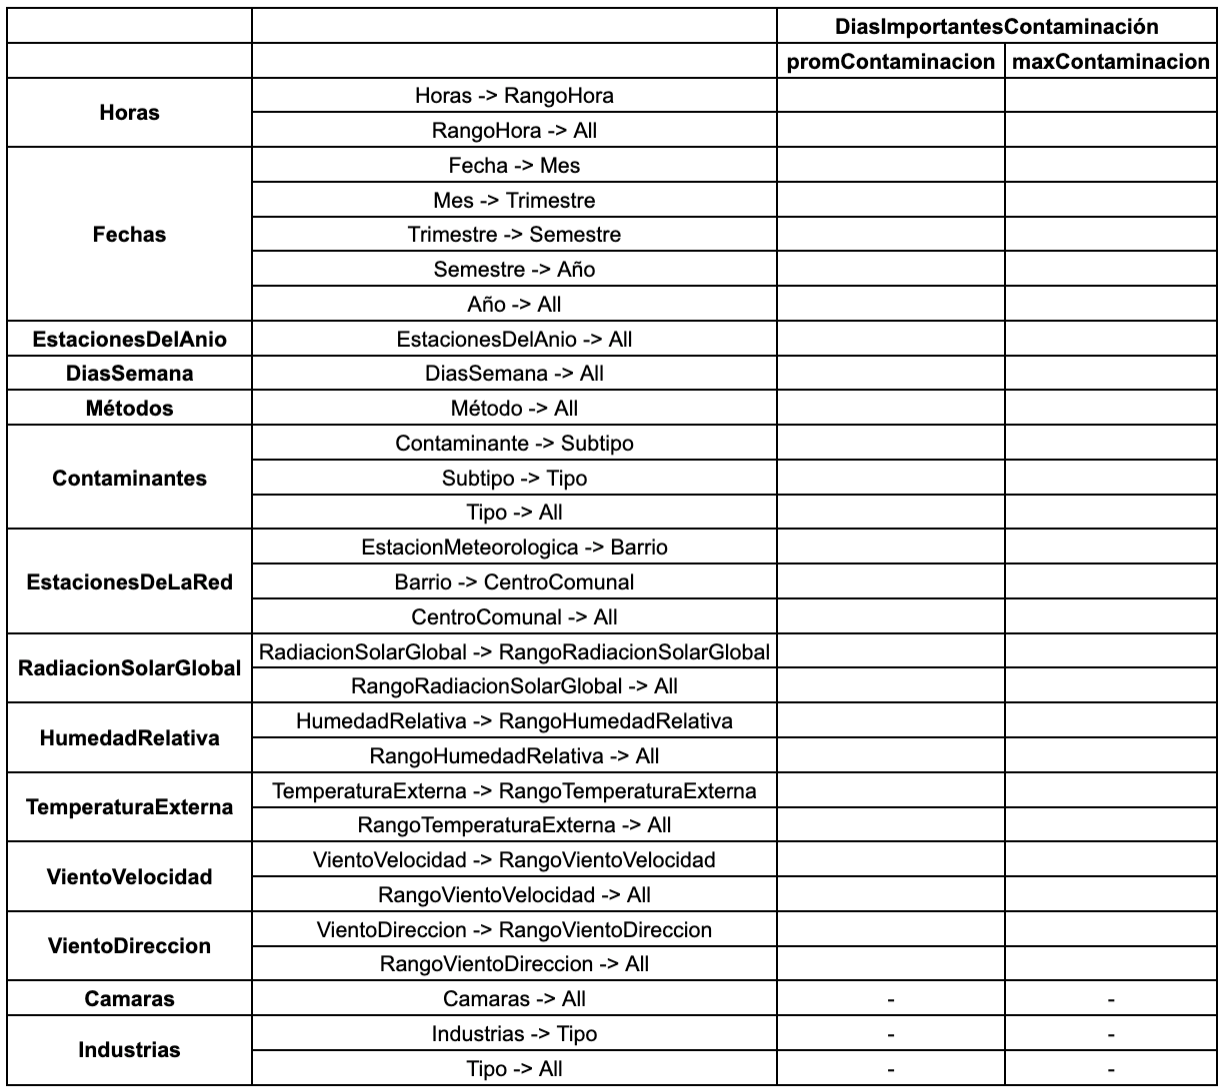 DiasImportantesContaminación
promContaminacion maxContaminacion
Horas
Horas -> RangoHora
RangoHora -> All
Fechas
Fecha -> Mes
Mes -> Trimestre
Trimestre -> Semestre
Semestre -> Año
Año -> All
EstacionesDelAnio EstacionesDelAnio -> All
DiasSemana DiasSemana -> All
Métodos Método -> All
Contaminantes
Contaminante -> Subtipo
Subtipo -> Tipo
Tipo -> All
EstacionesDeLaRed
EstacionMeteorologica -> Barrio
Barrio -> CentroComunal
CentroComunal -> All
RadiacionSolarGlobal
RadiacionSolarGlobal -> RangoRadiacionSolarGlobal
RangoRadiacionSolarGlobal -> All
HumedadRelativa
HumedadRelativa -> RangoHumedadRelativa
RangoHumedadRelativa -> All
TemperaturaExterna
TemperaturaExterna -> RangoTemperaturaExterna
RangoTemperaturaExterna -> All
VientoVelocidad
VientoVelocidad -> RangoVientoVelocidad
RangoVientoVelocidad -> All
VientoDireccion
VientoDireccion -> RangoVientoDireccion
RangoVientoDireccion -> All
Camaras Camaras -> All - -
Industrias
Industrias -> Tipo - -
Tipo -> All - -